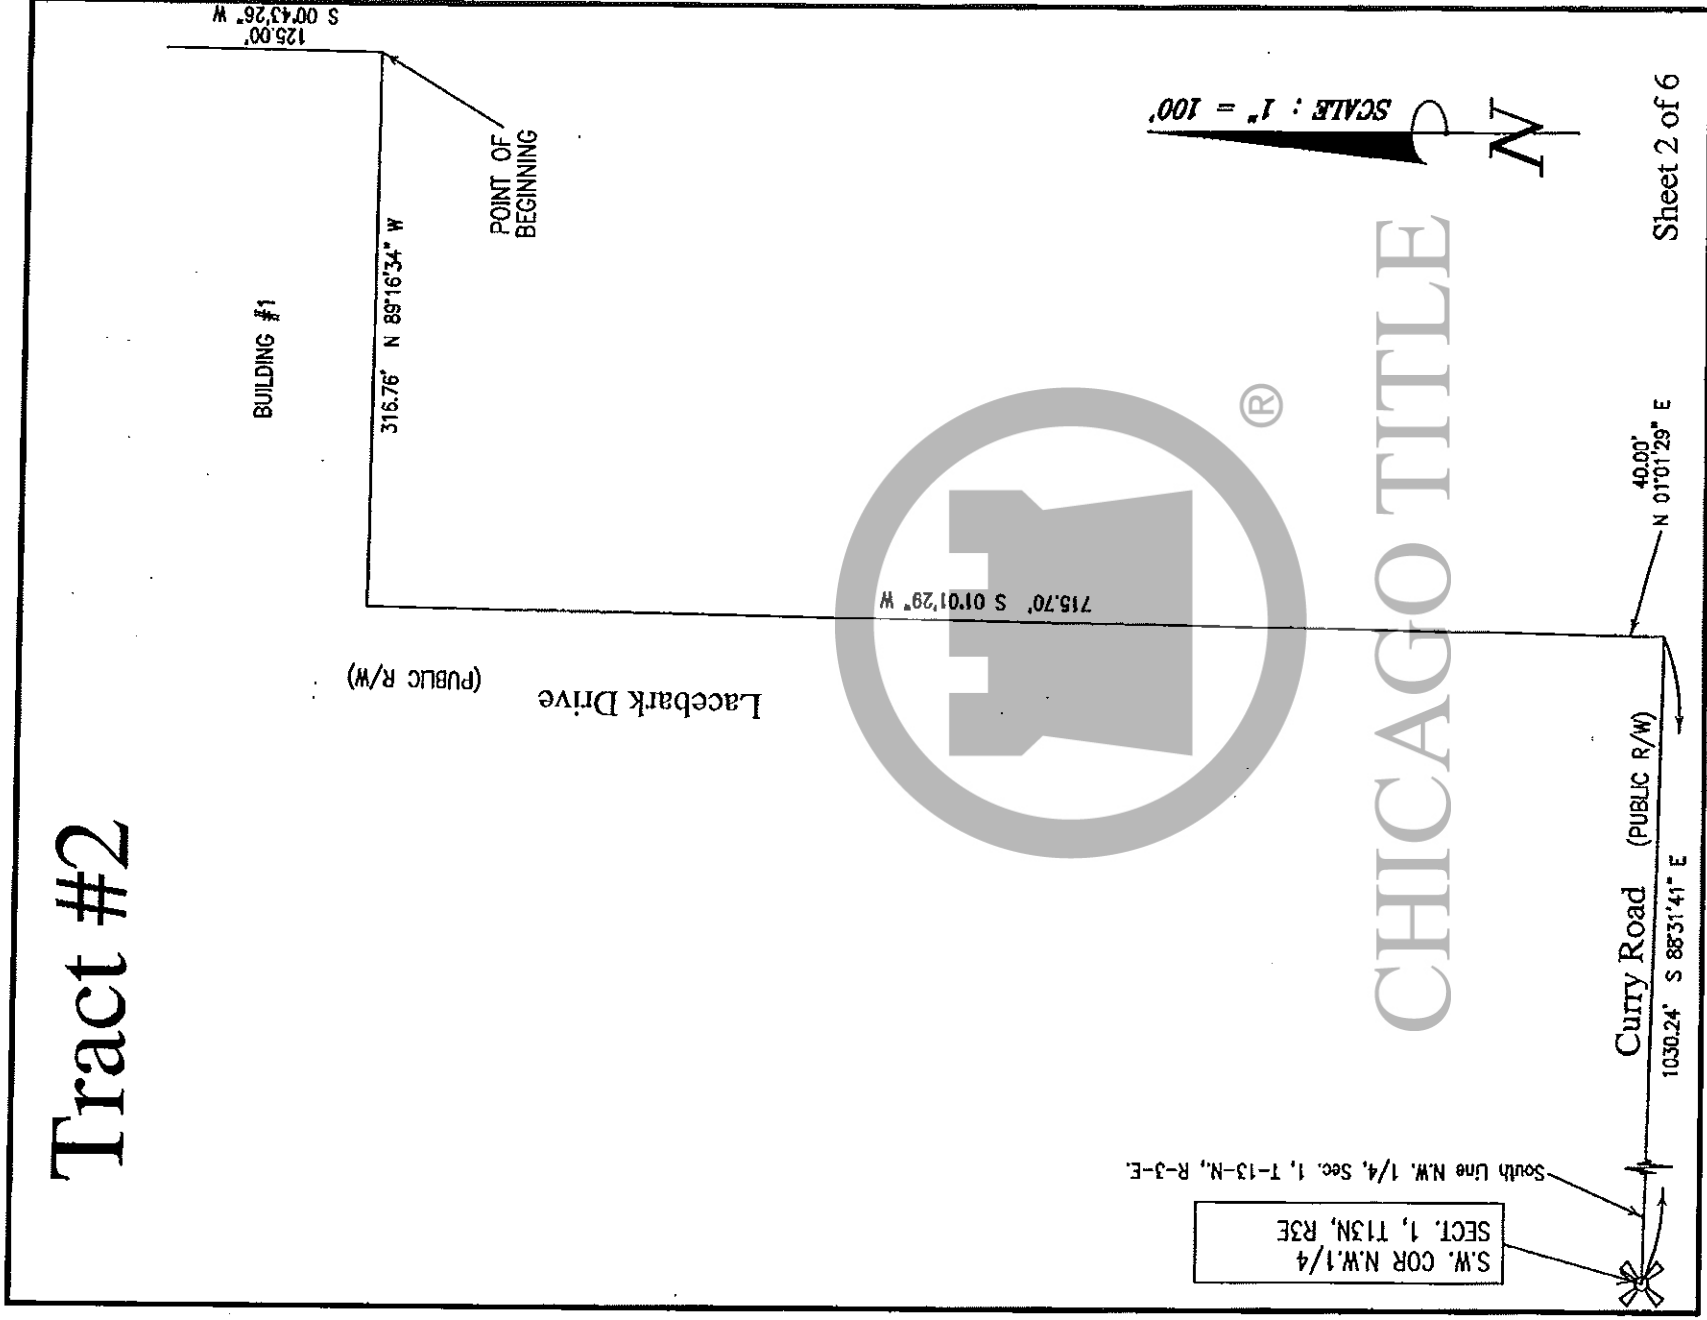 Tract #2
BUILDING #1
125.00'
S 00°43'26" W
316.76' N 89°16'34" W
POINT OF
BEGINNING
(PUBLIC R/W)
Lacebark Drive
715.70' S 01°01'29" W
SCALE : 1" = 100'
N
®
CHICAGO TITLE
South Line N.W. 1/4, Sec. 1, T-13-N, R-3-E.
S.W. COR N.W.1/4
SECT. 1, T13N, R3E
Curry Road (PUBLIC R/W)
1030.24' S 88°31'41" E
40.00'
N 01°01'29" E
Sheet 2 of 6